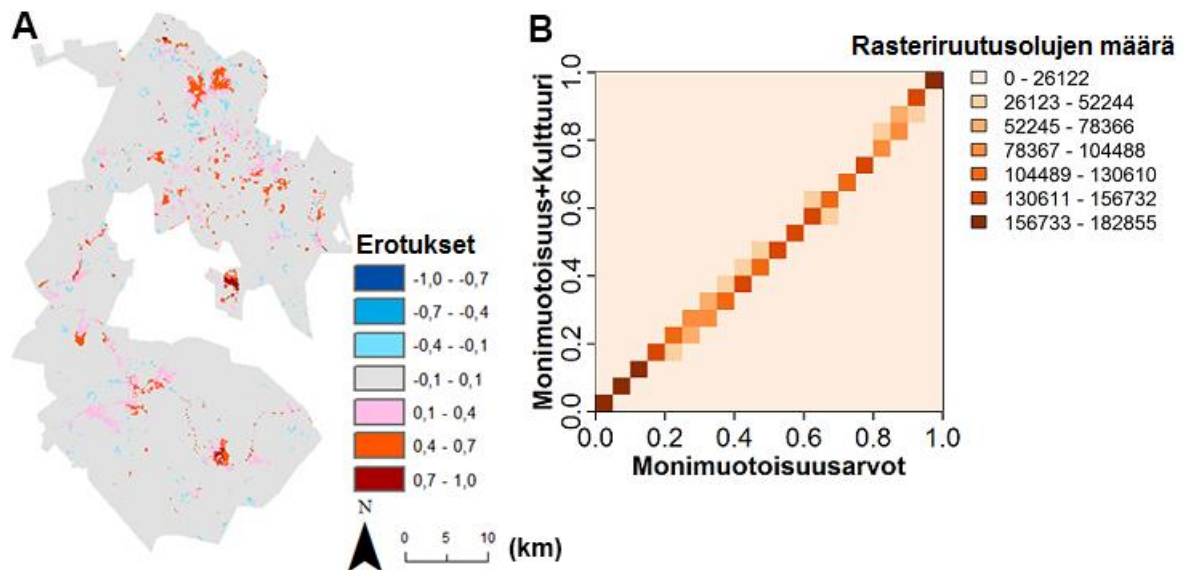 A
Erotukset
-1,0 - -0,7
-0,7 - -0,4
-0,4 - -0,1
-0,1 - 0,1
0,1 - 0,4
0,4 - 0,7
0,7 - 1,0
N
0 5 10 (km)
B
Monimuotoisuus+Kulttuuri
0.0 0.2 0.4 0.6 0.8 1.0
0.0 0.2 0.4 0.6 0.8 1.0
Monimuotoisuusarvot
Rasteriruutusolujen määrä
0 - 26122
26123 - 52244
52245 - 78366
78367 - 104488
104489 - 130610
130611 - 156732
156733 - 182855